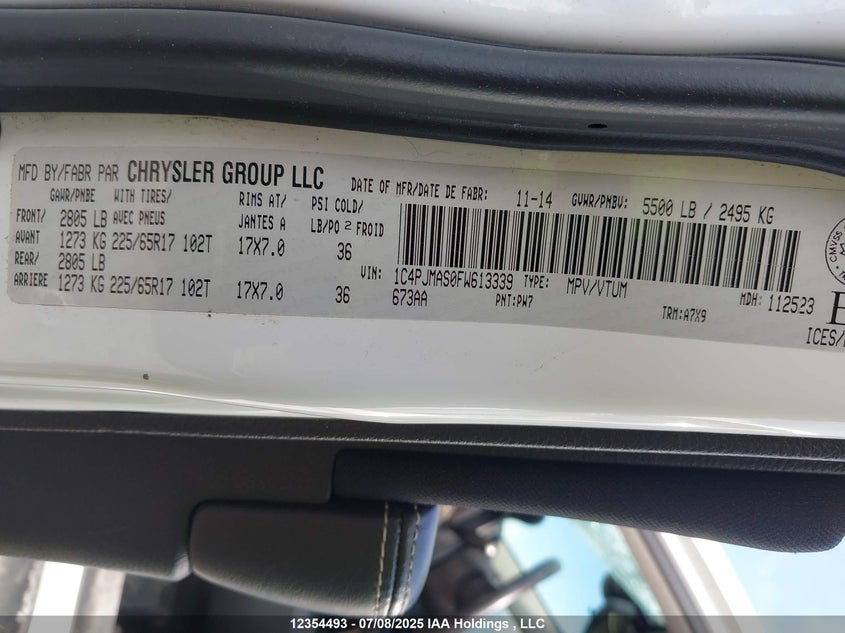 MFD BY/FABR PAR CHRYSLER GROUP LLC DATE OF MFR/DATE DE FABR: 11-14 GVWR/PNBV: 5500 LB / 2495 KG
GAWR/PNBE WITH TIRES/ RIMS AT/ PSI COLD/
FRONT/ 2805 LB AVEC PNEUS JANTES A LB/PO² FROID
AVANT 1273 KG 225/65R17 102T 17X7.0 36
REAR/ 2805 LB
ARRIERE 1273 KG 225/65R17 102T 17X7.0 36
VIN: 1C4PJMAS0FW613339 TYPE: MPV/VTUM MDH: 112523
673AA PNT:PW7 TRM:A7X9
CMVSS
ICES/
12354493 - 07/08/2025 IAA Holdings , LLC